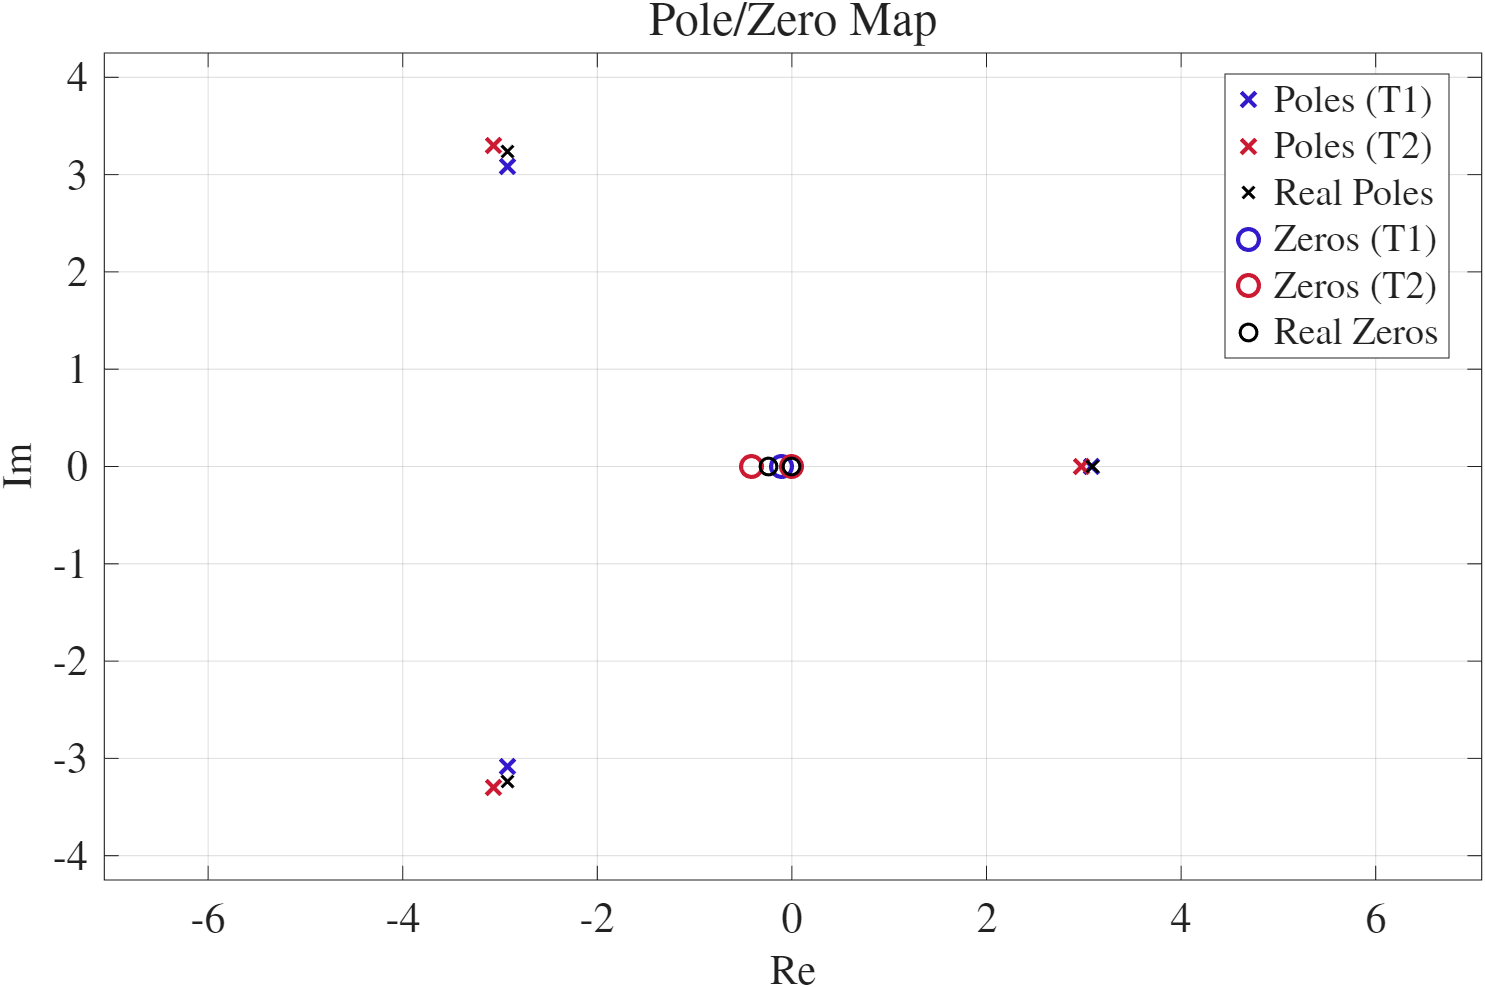 Pole/Zero Map
4
3
2
1
0
-1
-2
-3
-4
Im
Poles (T1)
Poles (T2)
Real Poles
Zeros (T1)
Zeros (T2)
Real Zeros
-6 -4 -2 0 2 4 6
Re